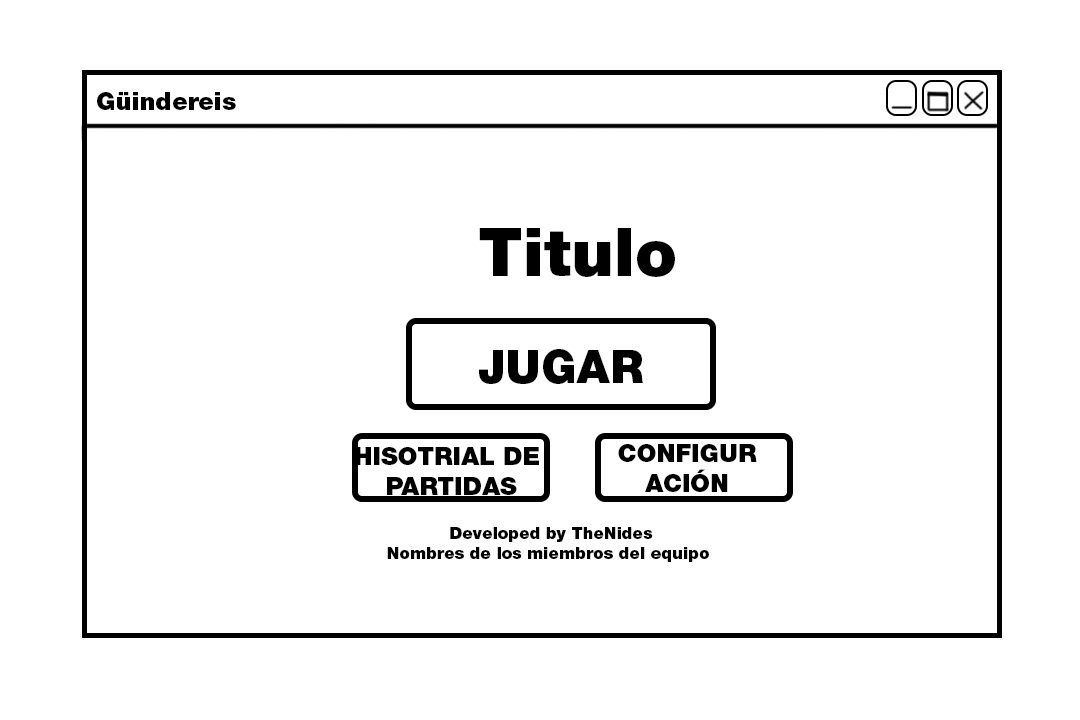 Güindereis
Titulo
JUGAR
HISOTRIAL DE
PARTIDAS
CONFIGUR
ACIÓN
Developed by TheNides
Nombres de los miembros del equipo